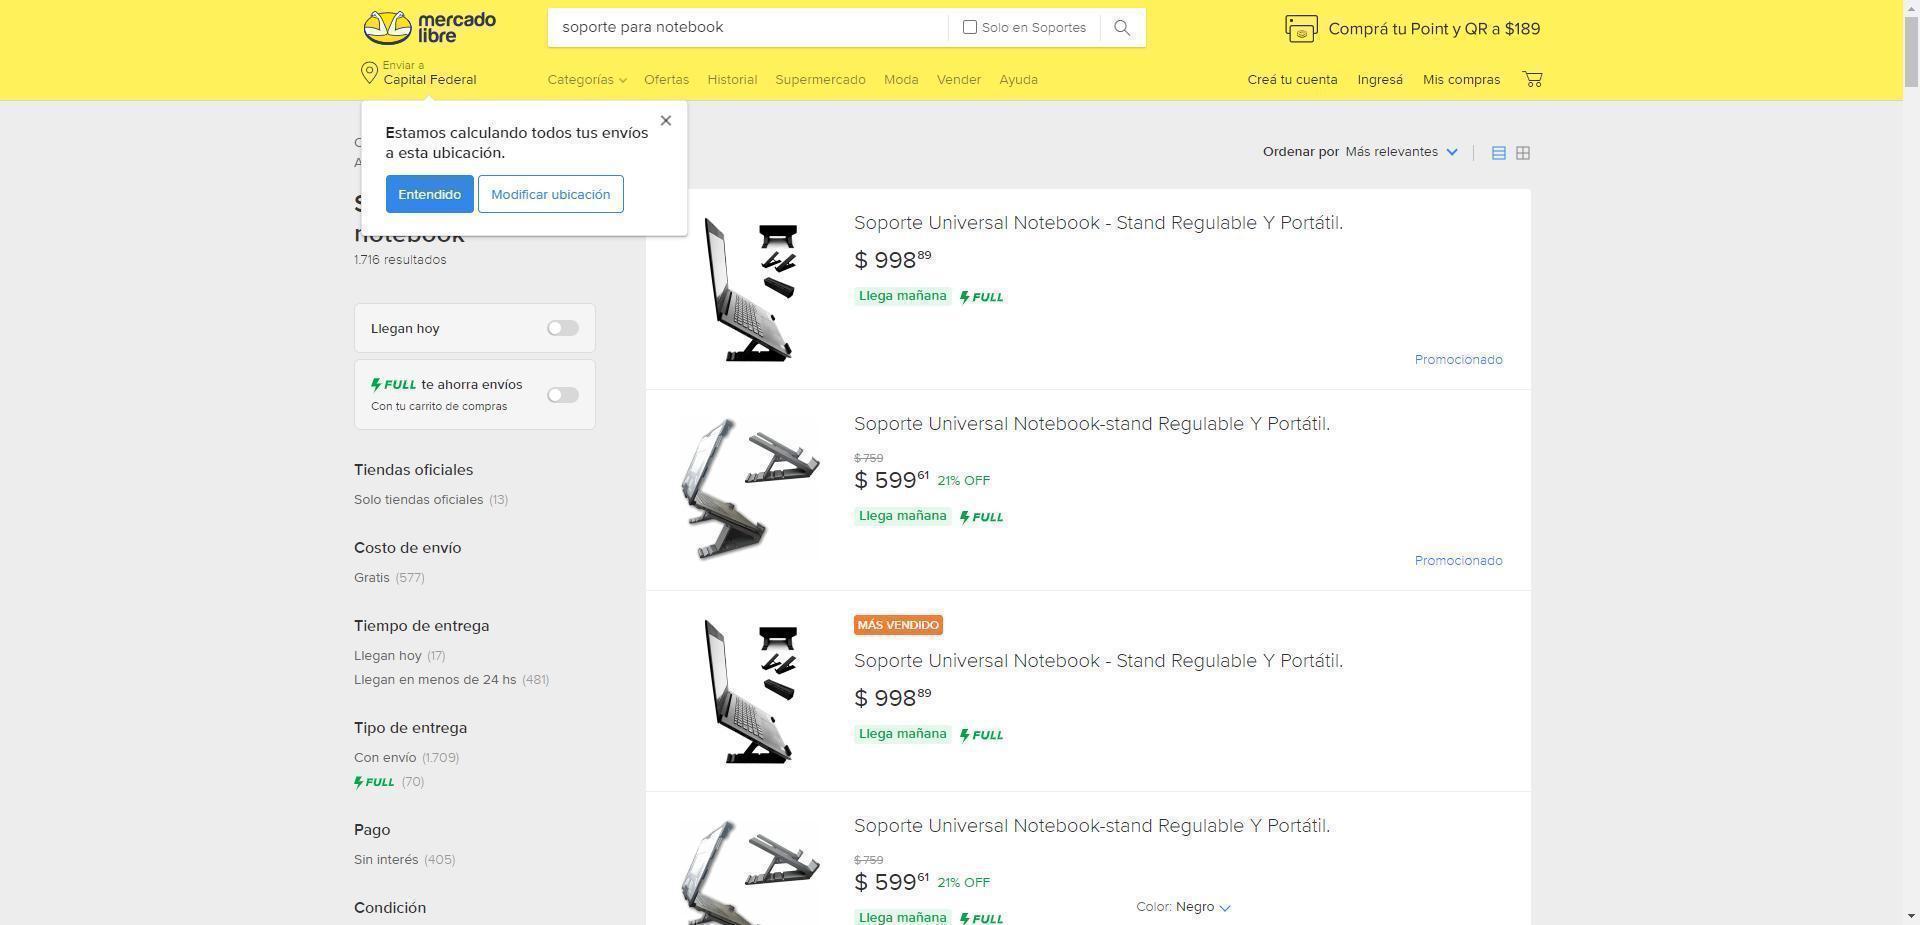 mercado
libre
soporte para notebook
Solo en Soportes
Comprá tu Point y QR a $189
Enviar a
Capital Federal
Categorías
Ofertas
Historial
Supermercado
Moda
Vender
Ayuda
Creá tu cuenta
Ingresá
Mis compras
Estamos calculando todos tus envíos
a esta ubicación.
Entendido
Modificar ubicación
Ordenar por Más relevantes
notebook
1.716 resultados
Llegan hoy
FULL te ahorra envíos
Con tu carrito de compras
Tiendas oficiales
Solo tiendas oficiales (13)
Costo de envío
Gratis (577)
Tiempo de entrega
Llegan hoy (17)
Llegan en menos de 24 hs (481)
Tipo de entrega
Con envío (1.709)
FULL (70)
Pago
Sin interés (405)
Condición
Soporte Universal Notebook - Stand Regulable Y Portátil.
$ 998 89
Llega mañana FULL
Promocionado
Soporte Universal Notebook-stand Regulable Y Portátil.
$ 759
$ 599 61 21% OFF
Llega mañana FULL
Promocionado
MÁS VENDIDO
Soporte Universal Notebook - Stand Regulable Y Portátil.
$ 998 89
Llega mañana FULL
Soporte Universal Notebook-stand Regulable Y Portátil.
$ 759
$ 599 61 21% OFF
Color: Negro
Llega mañana FULL